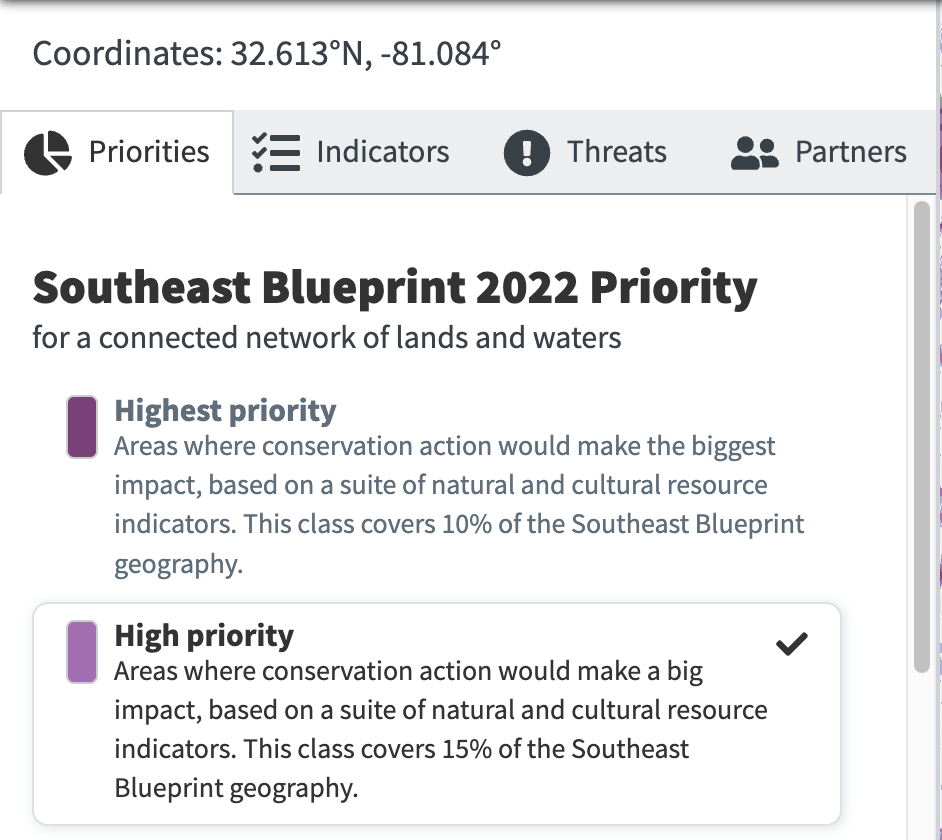 Coordinates: 32.613°N, -81.084°
Priorities
Indicators
Threats
Partners
Southeast Blueprint 2022 Priority
for a connected network of lands and waters
Highest priority
Areas where conservation action would make the biggest
impact, based on a suite of natural and cultural resource
indicators. This class covers 10% of the Southeast Blueprint
geography.
High priority
Areas where conservation action would make a big
impact, based on a suite of natural and cultural resource
indicators. This class covers 15% of the Southeast
Blueprint geography.